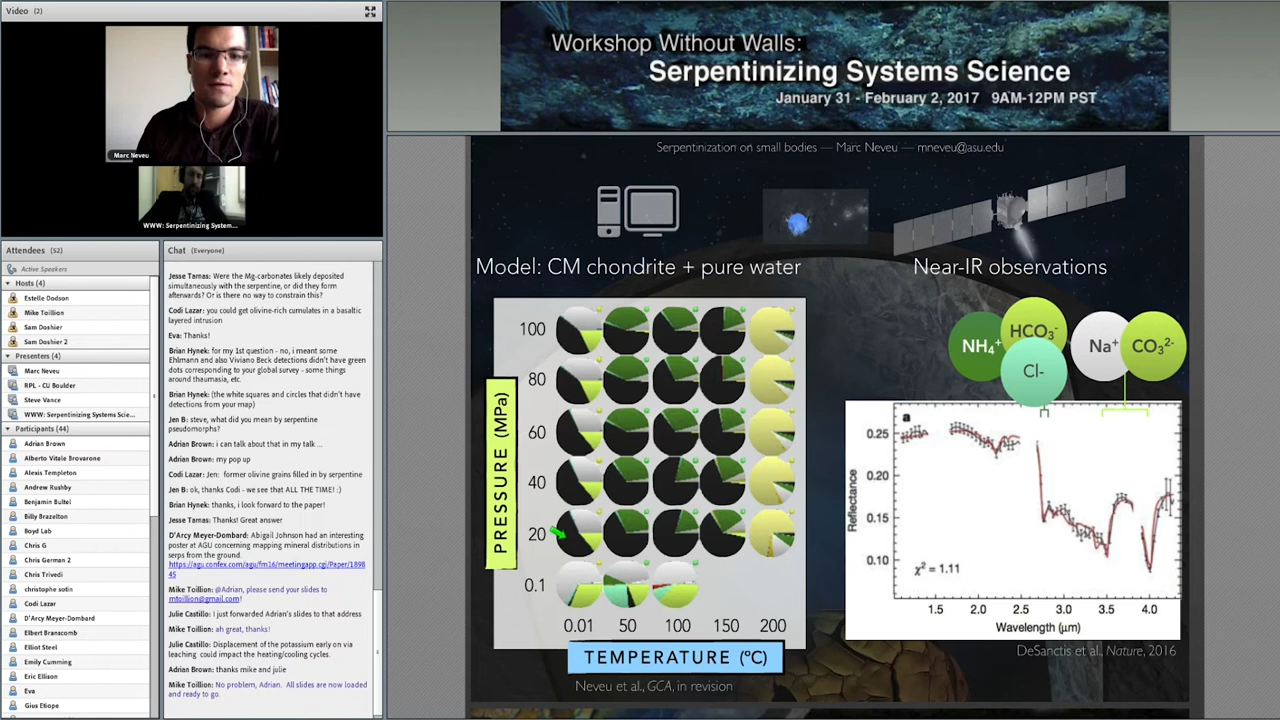 Video (2)
Marc Neveu
WWW: Serpentinizing System...
Attendees (52)
Active Speakers
Hosts (4)
Estelle Dodson
Mike Toillion
Sam Doshier
Sam Doshier 2
Presenters (4)
Marc Neveu
RPL - CU Boulder
Steve Vance
WWW: Serpentinizing Systems Scie...
Participants (44)
Adrian Brown
Alberto Vitale Brovarone
Alexis Templeton
Andrew Rushby
Benjamin Bultel
Billy Brazelton
Boyd Lab
Chris G
Chris German 2
Chris Trivedi
christophe sotin
Codi Lazar
D'Arcy Meyer-Dombard
Elbert Branscomb
Elliot Steel
Emily Cumming
Eric Ellison
Eva
Gius Etiope
Chat (Everyone)
Jesse Tarnas: Were the Mg-carbonates likely deposited
simultaneously with the serpentine, or did they form
afterwards? Or is there no way to constrain this?
Codi Lazar: you could get olivine-rich cumulates in a basaltic
layered intrusion
Eva: Thanks!
Brian Hynek: for my 1st question - no, i meant some
Ehlmann and also Viviano Beck detections didn't have green
dots corresponding to your global survey - some things
around thaumasia, etc.
Brian Hynek: (the white squares and circles that didn't have
detections from your map)
Jen B: steve, what did you mean by serpentine
pseudomorphs?
Adrian Brown: i can talk about that in my talk ...
Adrian Brown: my pop up
Codi Lazar: Jen: former olivine grains filled in by serpentine
Jen B: ok, thanks Codi - we see that ALL THE TIME! :)
Brian Hynek: thanks, i look forward to the paper!
Jesse Tarnas: Thanks! Great answer
D'Arcy Meyer-Dombard: Abigail Johnson had an interesting
poster at AGU concerning mapping mineral distributions in
serps from the ground.
https://agu.confex.com/agu/fm16/meetingapp.cgi/Paper/1898
45
Mike Toillion: @Adrian, please send your slides to
mtoillion@gmail.com!
Julie Castillo: I just forwarded Adrian's slides to that address
Mike Toillion: ah great, thanks!
Julie Castillo: Displacement of the potassium early on via
leaching could impact the heating/cooling cycles.
Adrian Brown: thanks mike and julie
Mike Toillion: No problem, Adrian. All slides are now loaded
and ready to go.
Workshop Without Walls:
Serpentinizing Systems Science
January 31 - February 2, 2017 9AM-12PM PST
Serpentinization on small bodies — Marc Neveu — mneveu@asu.edu
Model: CM chondrite + pure water
PRESSURE (MPa)
100
80
60
40
20
0.1
0.01 50 100 150 200
TEMPERATURE (ºC)
Neveu et al., GCA, in revision
Near-IR observations
NH₄⁺ HCO₃⁻ Cl- Na⁺ CO₃²⁻
a
Reflectance
0.25
0.20
0.15
0.10
χ² = 1.11
1.5 2.0 2.5 3.0 3.5 4.0
Wavelength (μm)
DeSanctis et al., Nature, 2016